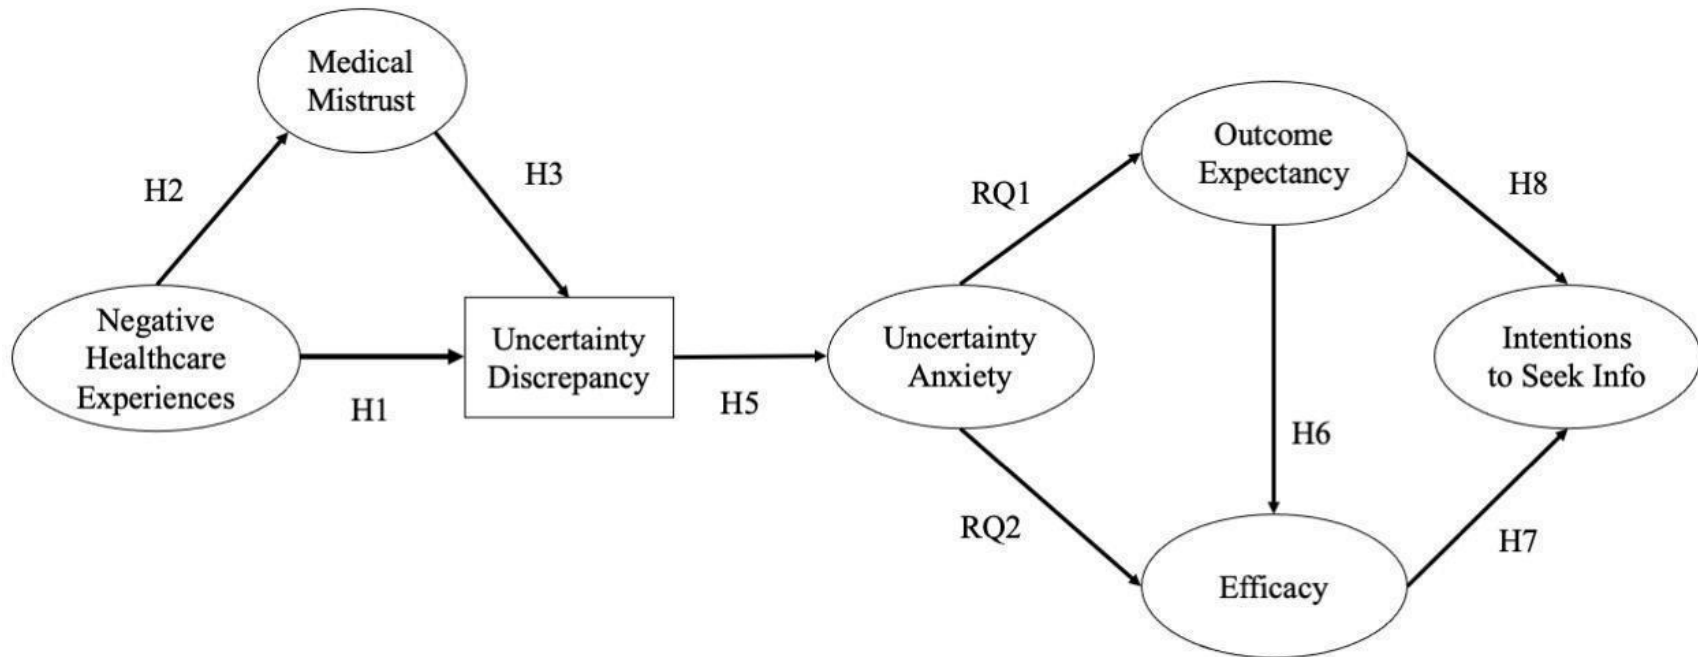 Medical
Mistrust
H2
H3
Negative
Healthcare
Experiences
H1
Uncertainty
Discrepancy
H5
Uncertainty
Anxiety
RQ1
RQ2
Outcome
Expectancy
H6
Efficacy
H8
H7
Intentions
to Seek Info